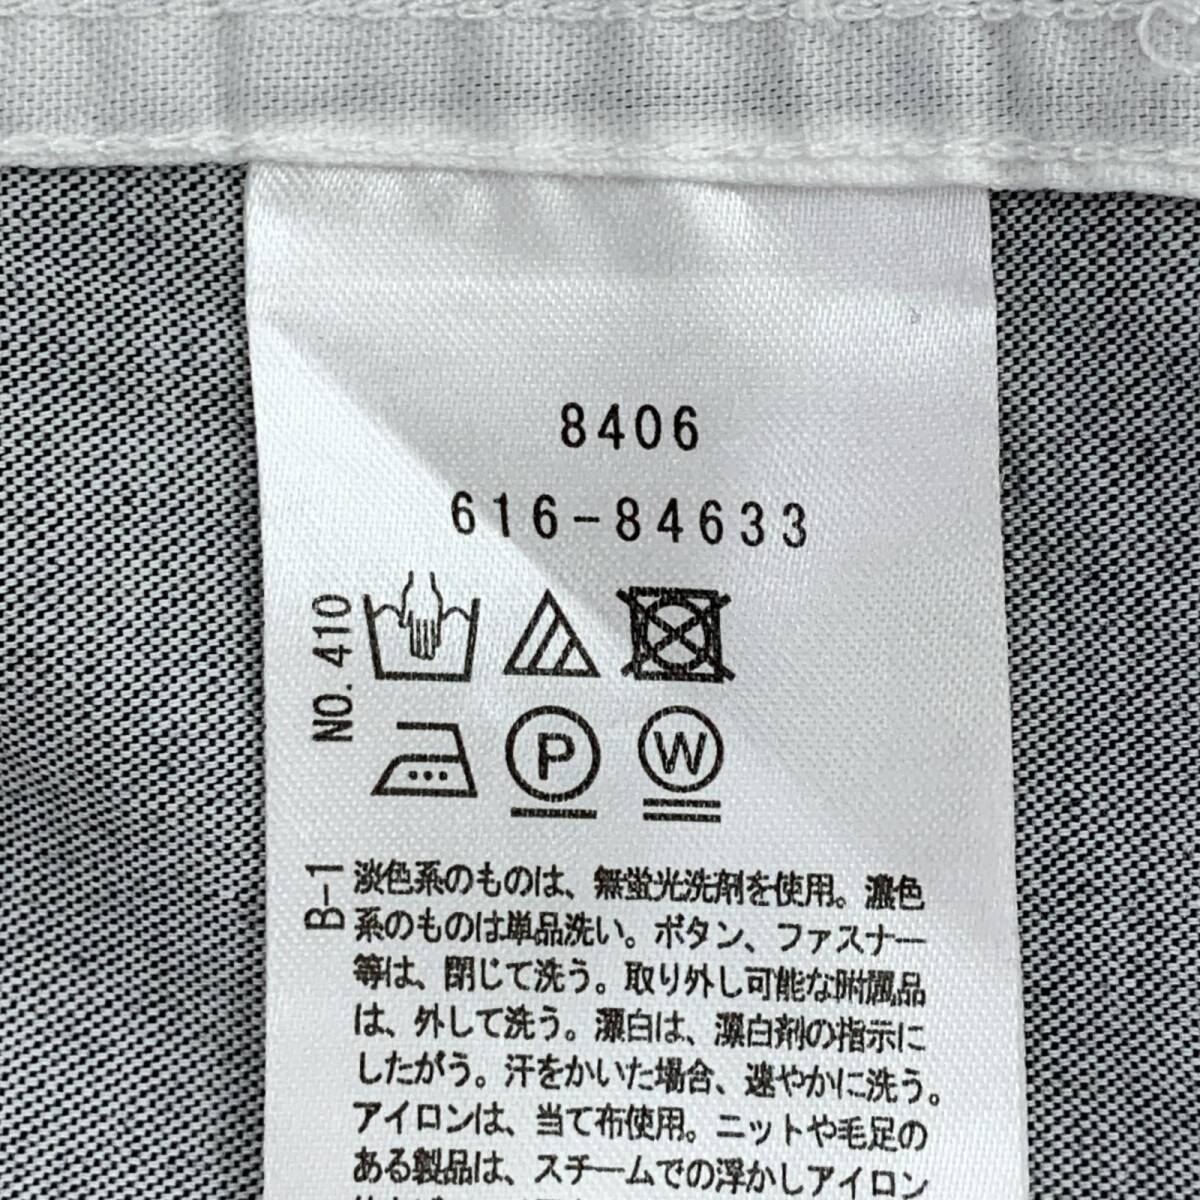 8406
616-84633
NO. 410
P
W
B-1
淡色系のものは、無蛍光洗剤を使用。濃色
系のものは単品洗い。ボタン、ファスナー
等は、閉じて洗う。取り外し可能な附属品
は、外して洗う。漂白は、漂白剤の指示に
したがう。汗をかいた場合、速やかに洗う。
アイロンは、当て布使用。ニットや毛足の
ある製品は、スチームでの浮かしアイロン